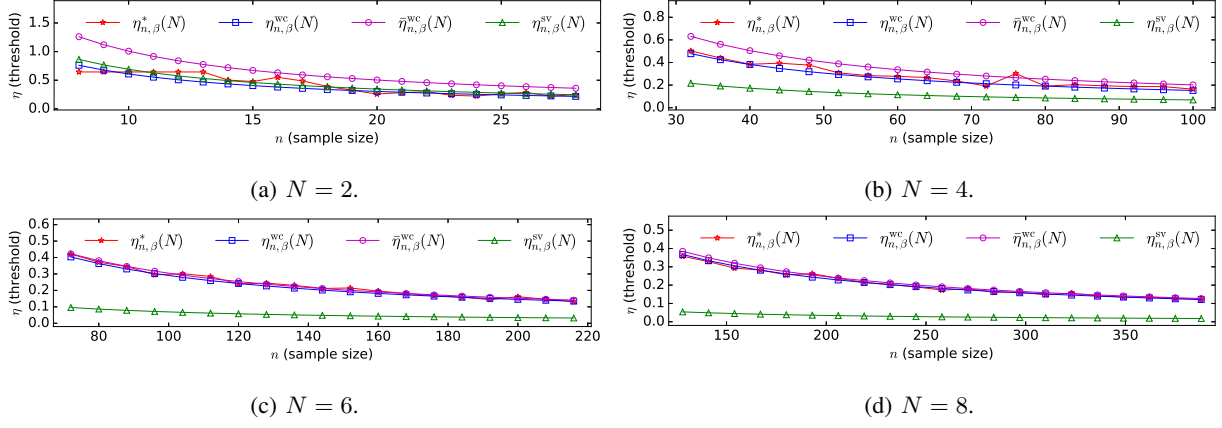 η*n,β(N) ηwcn,β(N) η̄wcn,β(N) ηsvn,β(N)
η (threshold)
1.5
1.0
0.5
0.0
10 15 20 25
n (sample size)
(a) N = 2.
η*n,β(N) ηwcn,β(N) η̄wcn,β(N) ηsvn,β(N)
η (threshold)
0.8
0.6
0.4
0.2
0.0
30 40 50 60 70 80 90 100
n (sample size)
(b) N = 4.
η*n,β(N) ηwcn,β(N) η̄wcn,β(N) ηsvn,β(N)
η (threshold)
0.6
0.5
0.4
0.3
0.2
0.1
0.0
80 100 120 140 160 180 200 220
n (sample size)
(c) N = 6.
η*n,β(N) ηwcn,β(N) η̄wcn,β(N) ηsvn,β(N)
η (threshold)
0.5
0.4
0.3
0.2
0.1
0.0
150 200 250 300 350
n (sample size)
(d) N = 8.